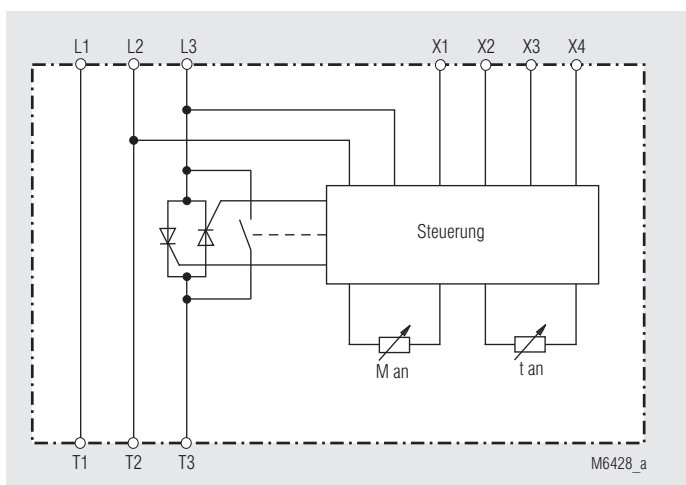 L1 L2 L3 X1 X2 X3 X4
Steuerung
M an t an
T1 T2 T3 M6428_a